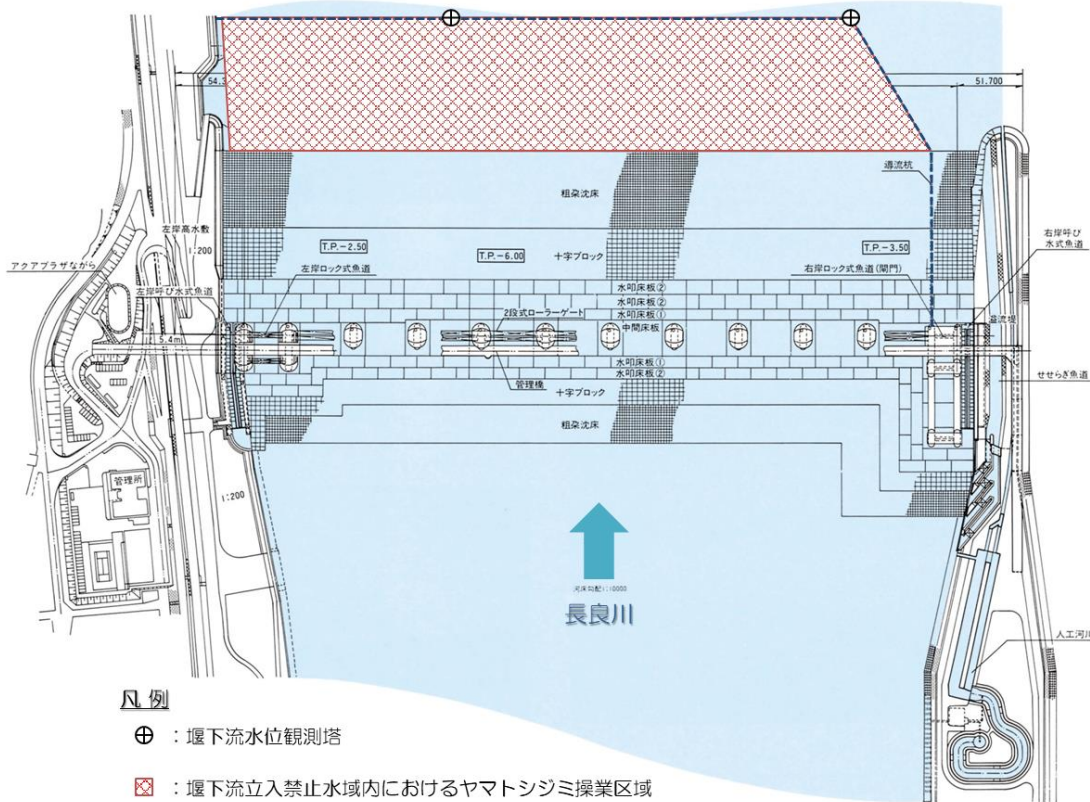 51.700
導流杭
粗朶沈床
左岸高水敷
1:200
右岸呼び
水式魚道
T.P.-2.50
T.P.-6.00
十字ブロック
T.P.-3.50
アクアプラザながら
左岸ロック式魚道
右岸ロック式魚道(閘門)
左岸呼び水式魚道
水叩床板②
水叩床板②
水叩床板①
2段式ローラーゲート
中間床板
5.4m
水叩床板①
水叩床板②
せせらぎ魚道
管理橋
十字ブロック
粗朶沈床
管理所
1:200
長良川
人工河川
凡 例
:堰下流水位観測塔
:堰下流立入禁止水域内におけるヤマトシジミ操業区域